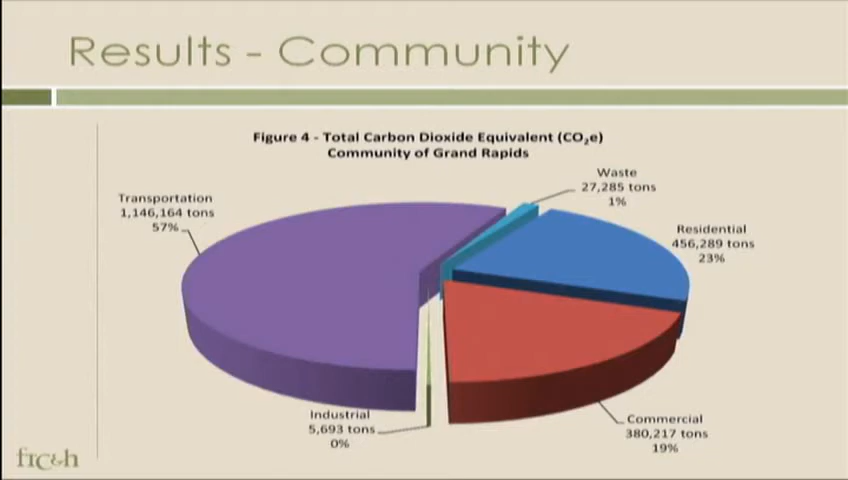 Results - Community
Figure 4 - Total Carbon Dioxide Equivalent (CO₂e)
Community of Grand Rapids
Waste
27,285 tons
1%
Transportation
1,146,164 tons
57%
Residential
456,289 tons
23%
Industrial
5,693 tons
0%
Commercial
380,217 tons
19%
ftc&h